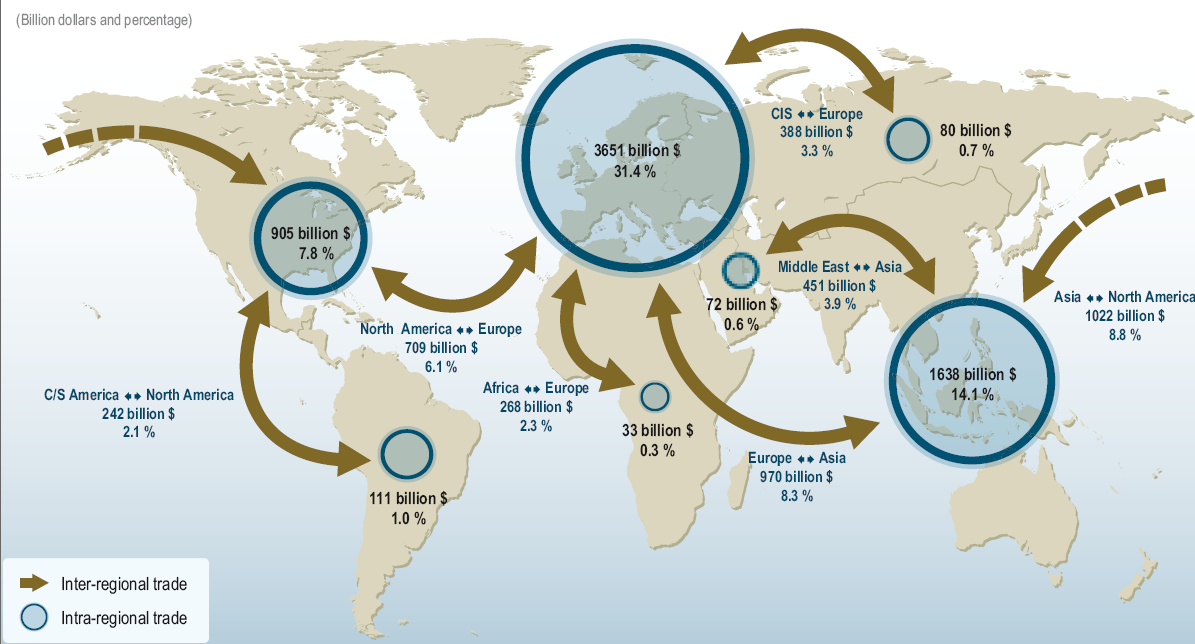 (Billion dollars and percentage)
3651 billion $
31.4 %
CIS ↔ Europe
388 billion $
3.3 %
80 billion $
0.7 %
905 billion $
7.8 %
Middle East ↔ Asia
451 billion $
3.9 %
72 billion $
0.6 %
Asia ↔ North America
1022 billion $
8.8 %
North America ↔ Europe
709 billion $
6.1 %
1638 billion $
14.1 %
C/S America ↔ North America
242 billion $
2.1 %
Africa ↔ Europe
268 billion $
2.3 %
33 billion $
0.3 %
Europe ↔ Asia
970 billion $
8.3 %
111 billion $
1.0 %
Inter-regional trade
Intra-regional trade